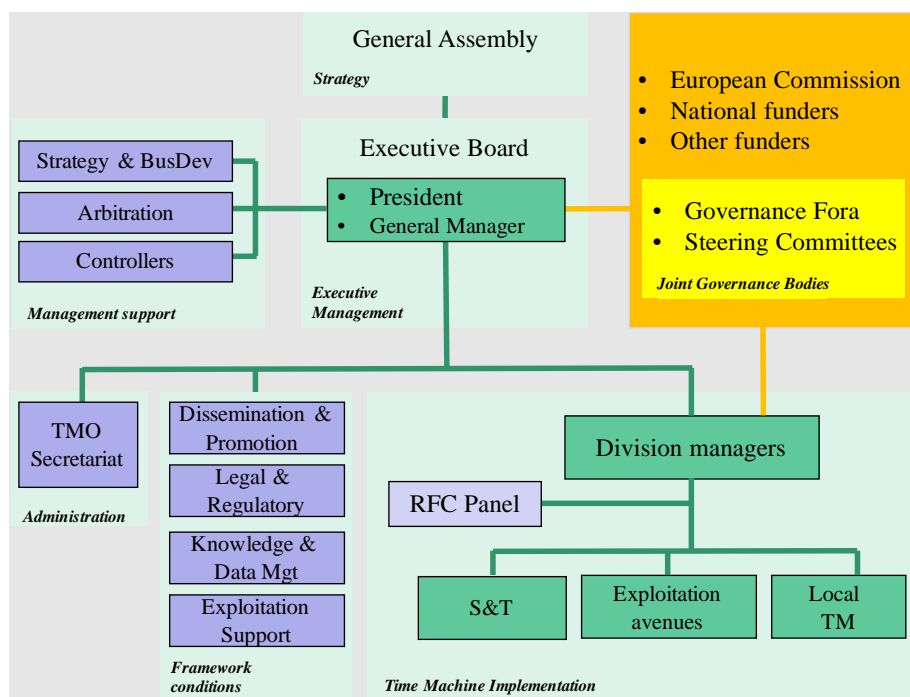 General Assembly
Strategy
• European Commission
• National funders
• Other funders
Strategy & BusDev
Arbitration
Controllers
Management support
Executive Board
• President
• General Manager
Executive
Management
• Governance Fora
• Steering Committees
Joint Governance Bodies
TMO
Secretariat
Administration
Dissemination &
Promotion
Legal &
Regulatory
Knowledge &
Data Mgt
Exploitation
Support
Framework
conditions
Division managers
RFC Panel
S&T
Exploitation
avenues
Local
TM
Time Machine Implementation